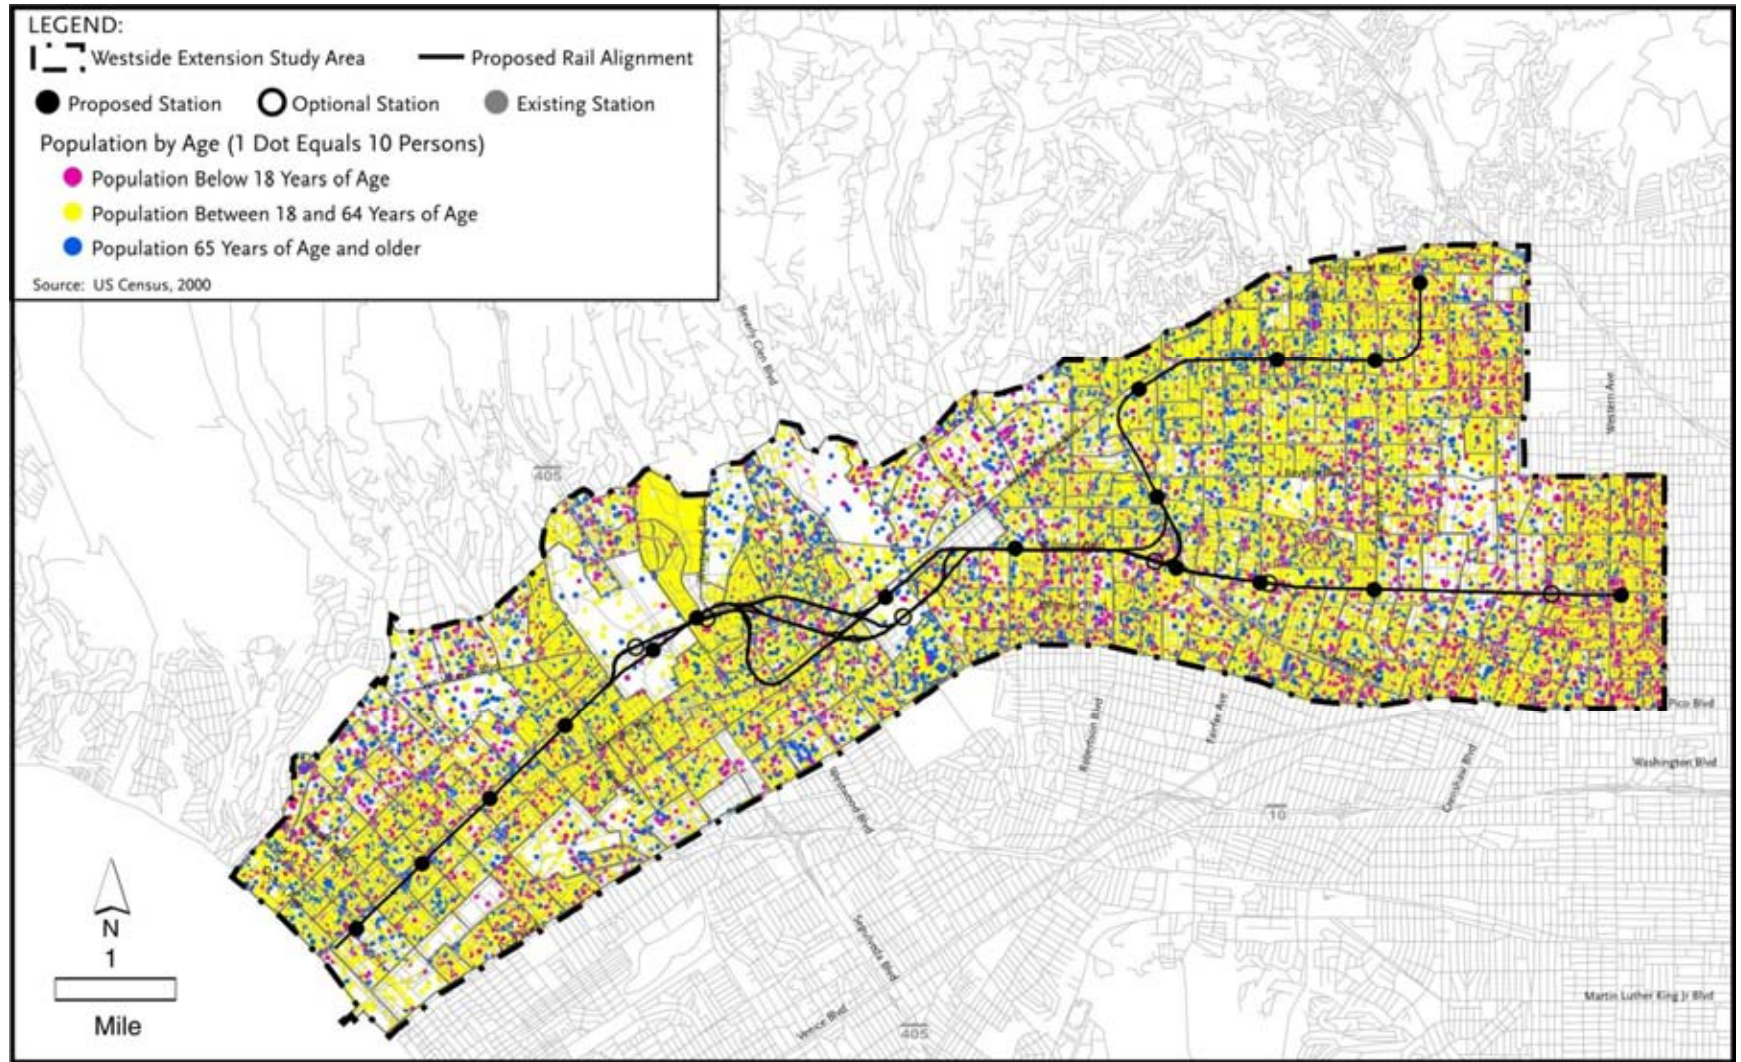 LEGEND:
Westside Extension Study Area
Proposed Rail Alignment
Proposed Station
Optional Station
Existing Station
Population by Age (1 Dot Equals 10 Persons)
Population Below 18 Years of Age
Population Between 18 and 64 Years of Age
Population 65 Years of Age and older
Source: US Census, 2000
Beverly Glen Blvd
Western Ave
405
Pico Blvd
Robertson Blvd
Fairfax Ave
Crenshaw Blvd
Washington Blvd
Westwood Blvd
10
Sepulveda Blvd
Martin Luther King Jr Blvd
Venice Blvd
405
N
1
Mile